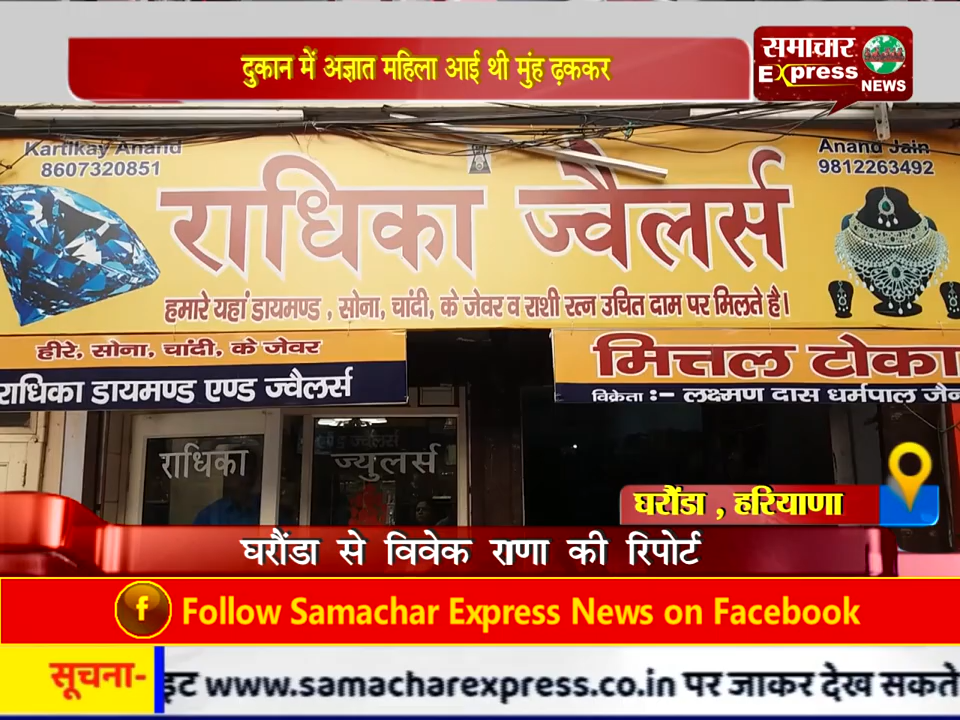 दुकान में अज्ञात महिला आई थी मुंह ढ़ककर
समाचार
Express
NEWS
Kartikay Anand
8607320851
Anand Jain
9812263492
राधिका ज्वैलर्स
हमारे यहां डायमण्ड , सोना, चांदी, के जेवर व राशी रत्न उचित दाम पर मिलते है।
हीरे, सोना, चांदी, के जेवर
राधिका डायमण्ड एण्ड ज्वैलर्स
मित्तल टोका
विक्रेता :– लक्ष्मण दास धर्मपाल जैन
राधिका ज्युलर्स
घरौंडा , हरियाणा
घरौंडा से विवेक राणा की रिपोर्ट
f Follow Samachar Express News on Facebook
सूचना- इट www.samacharexpress.co.in पर जाकर देख सकते